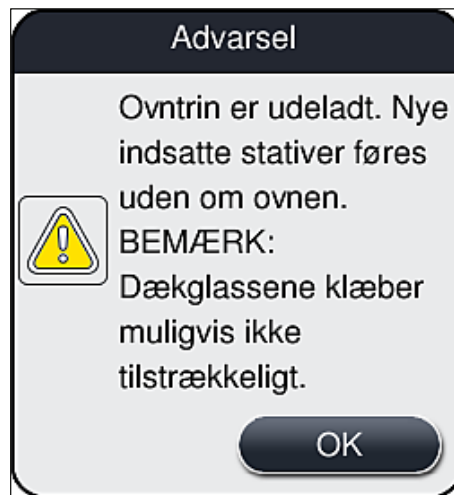 Advarsel
Ovntrin er udeladt. Nye
indsatte stativer føres
uden om ovnen.
BEMÆRK:
Dækglassene klæber
muligvis ikke
tilstrækkeligt.
OK